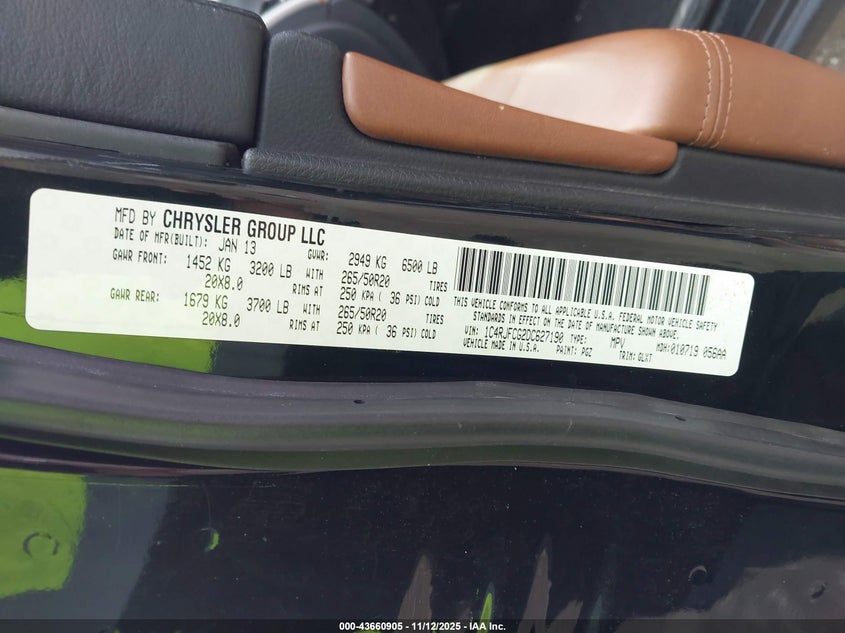 MFD BY CHRYSLER GROUP LLC
DATE OF MFR(BUILT): JAN 13 GVWR: 2949 KG 6500 LB
GAWR FRONT: 1452 KG 3200 LB WITH 265/50R20 TIRES
20X8.0 RIMS AT 250 KPA ( 36 PSI) COLD
GAWR REAR: 1679 KG 3700 LB WITH 265/50R20 TIRES
20X8.0 RIMS AT 250 KPA ( 36 PSI) COLD
THIS VEHICLE CONFORMS TO ALL APPLICABLE U.S.A. FEDERAL MOTOR VEHICLE SAFETY
STANDARDS IN EFFECT ON THE DATE OF MANUFACTURE SHOWN ABOVE.
VIN: 1C4RJFCG2DC627190 TYPE: MPV MDH:010719 056AA
VEHICLE MADE IN U.S.A. PAINT: PGZ TRIM: GLXT
000-43660905 - 11/12/2025 - IAA Inc.